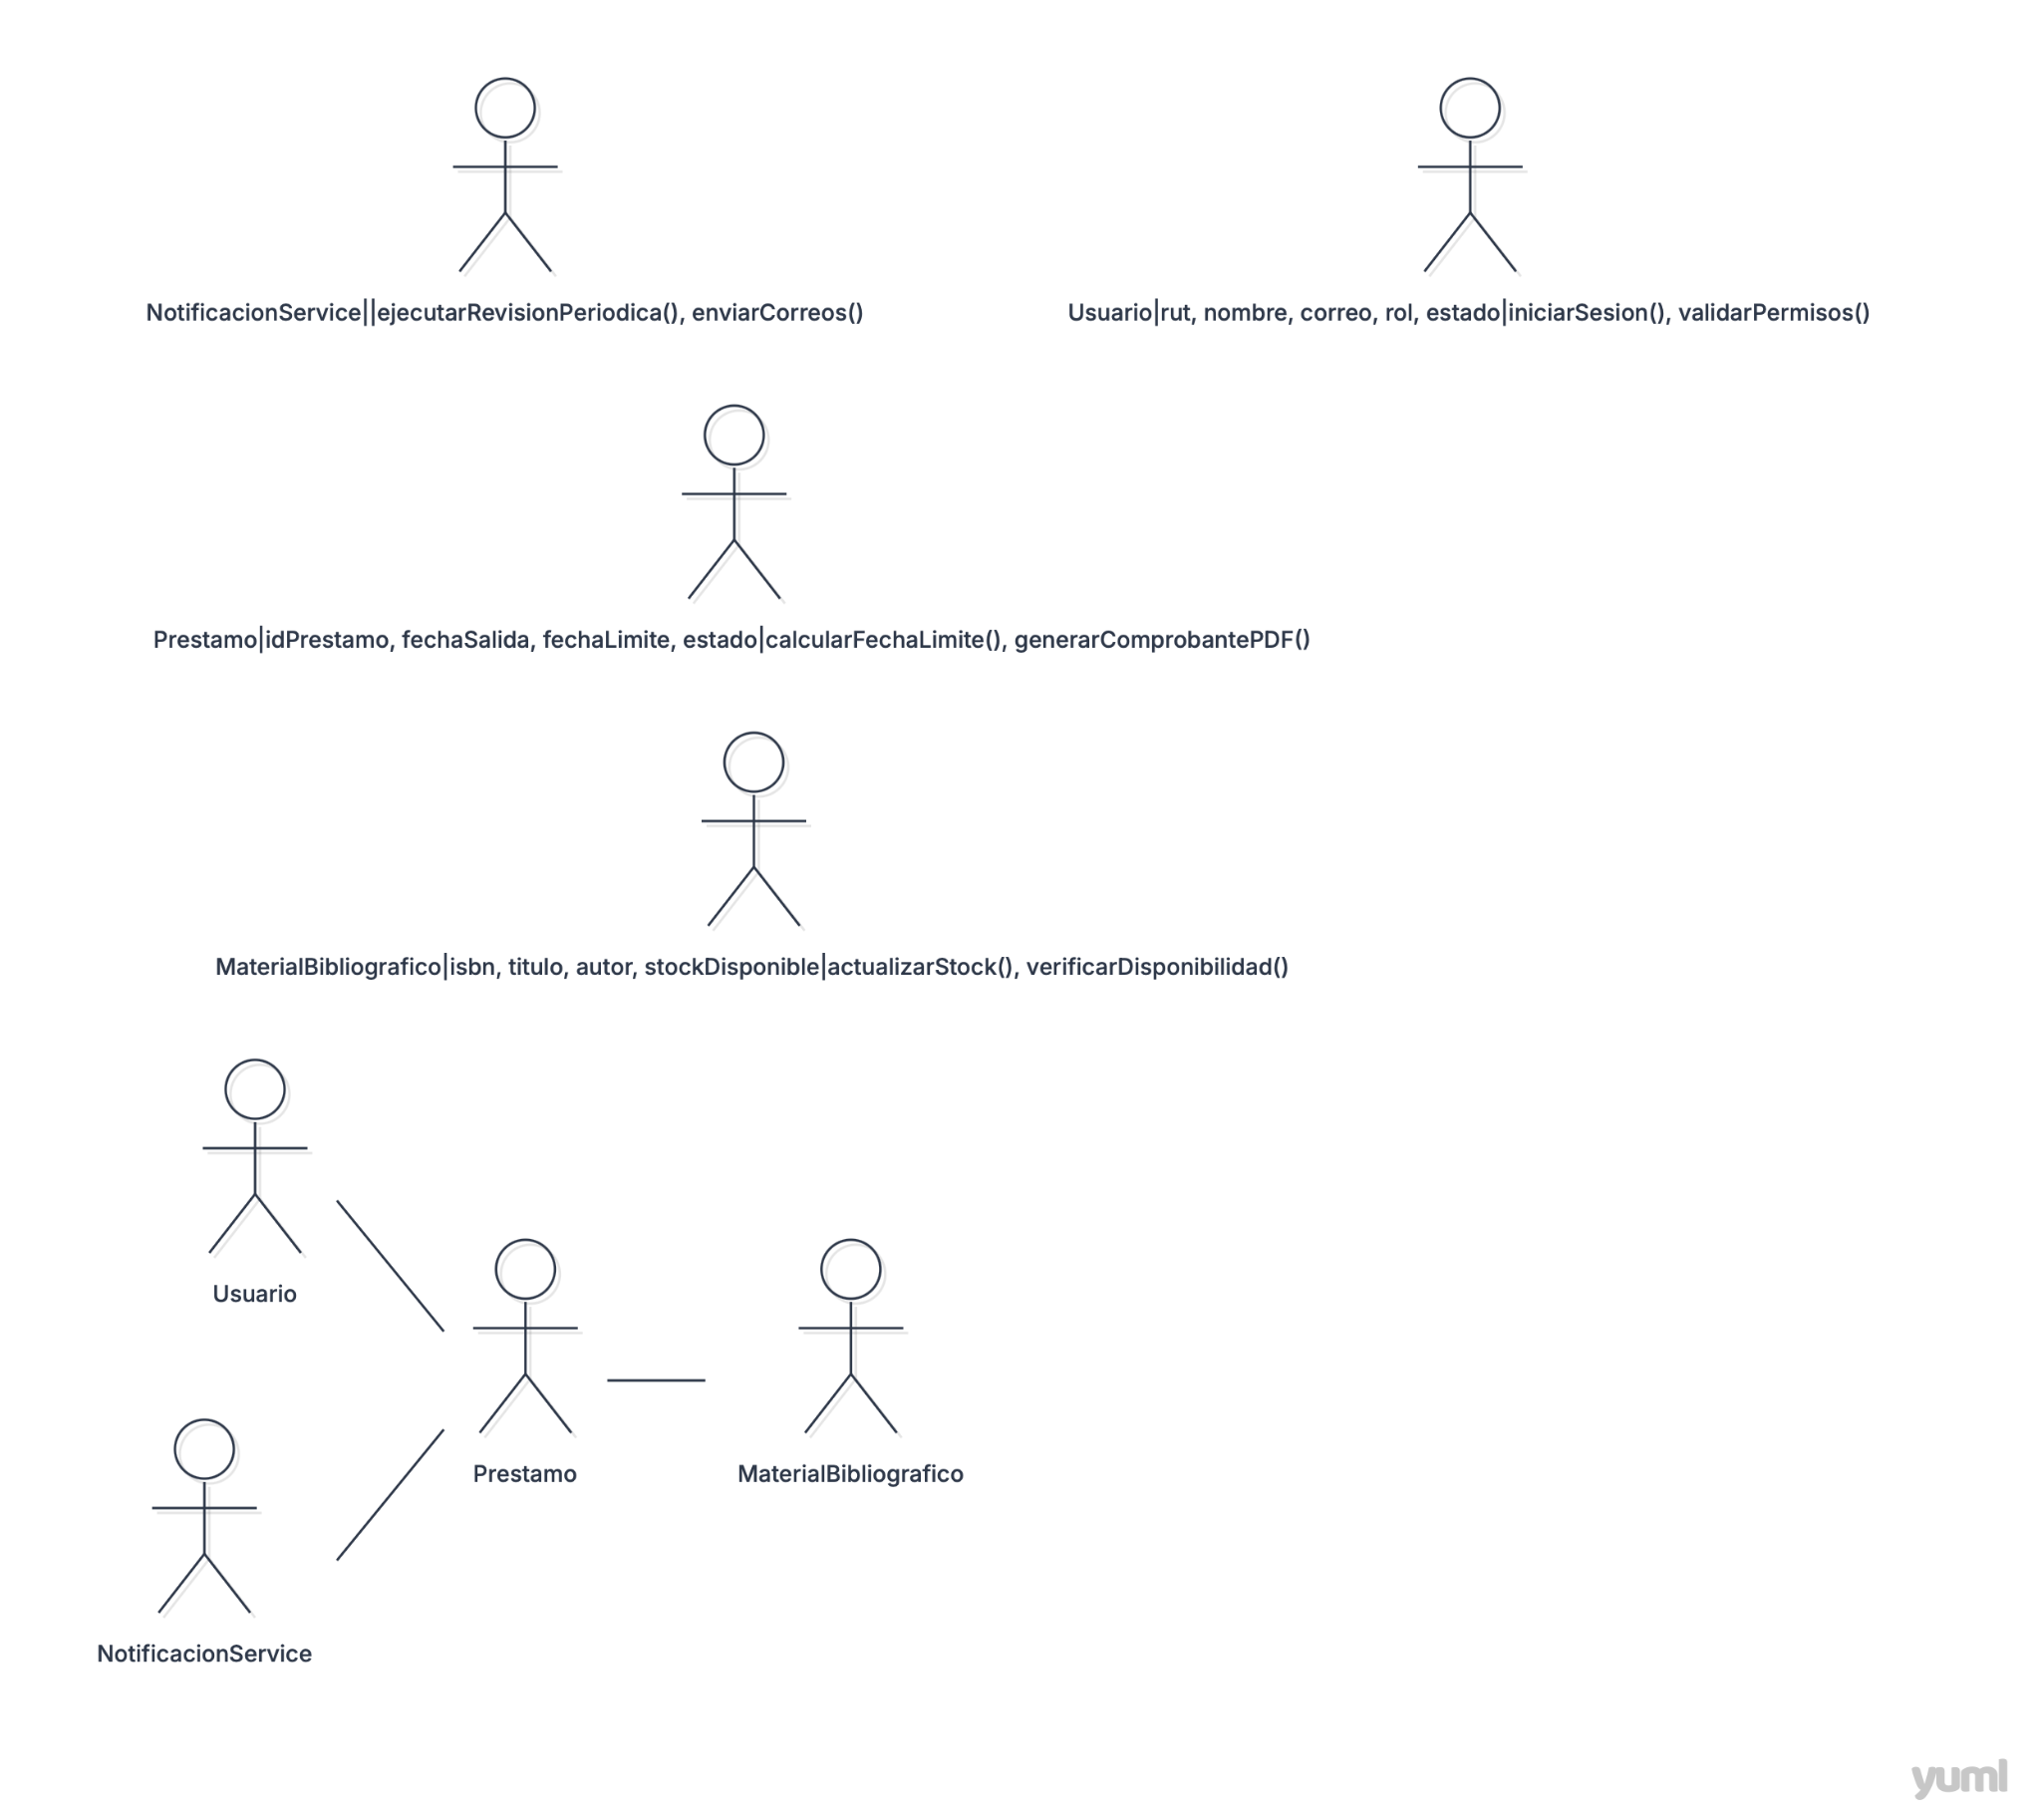 NotificacionService||ejecutarRevisionPeriodica(), enviarCorreos()
Usuario|rut, nombre, correo, rol, estado|iniciarSesion(), validarPermisos()
Prestamo|idPrestamo, fechaSalida, fechaLimite, estado|calcularFechaLimite(), generarComprobantePDF()
MaterialBibliografico|isbn, titulo, autor, stockDisponible|actualizarStock(), verificarDisponibilidad()
Usuario
Prestamo
MaterialBibliografico
NotificacionService
yuml